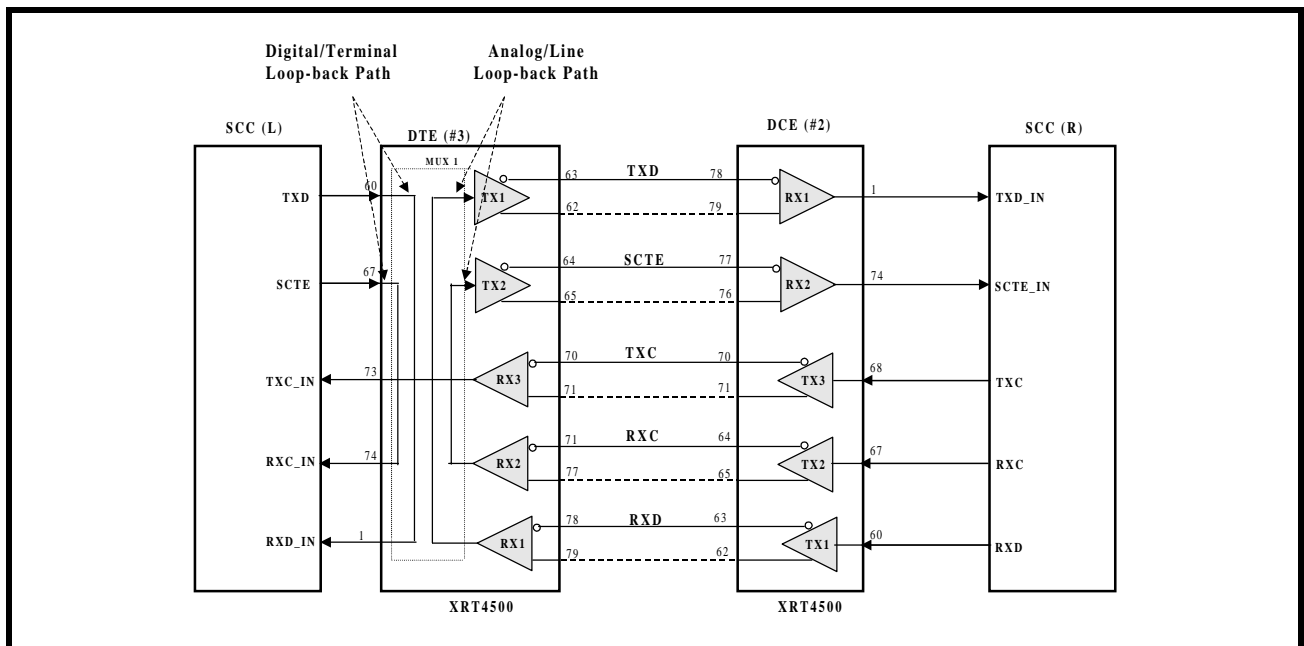 Digital/Terminal
Loop-back Path
Analog/Line
Loop-back Path
SCC (L)
DTE (#3)
DCE (#2)
SCC (R)
MUX 1
TXD
60
TX1
63
TXD
78
RX1
1
TXD_IN
62
79
SCTE
67
TX2
64
SCTE
77
RX2
74
SCTE_IN
65
76
TXC_IN
73
RX3
70
TXC
70
TX3
68
TXC
71
71
RXC_IN
74
RX2
71
RXC
64
TX2
67
RXC
77
65
RXD_IN
1
RX1
78
RXD
63
TX1
60
RXD
79
62
XRT4500
XRT4500